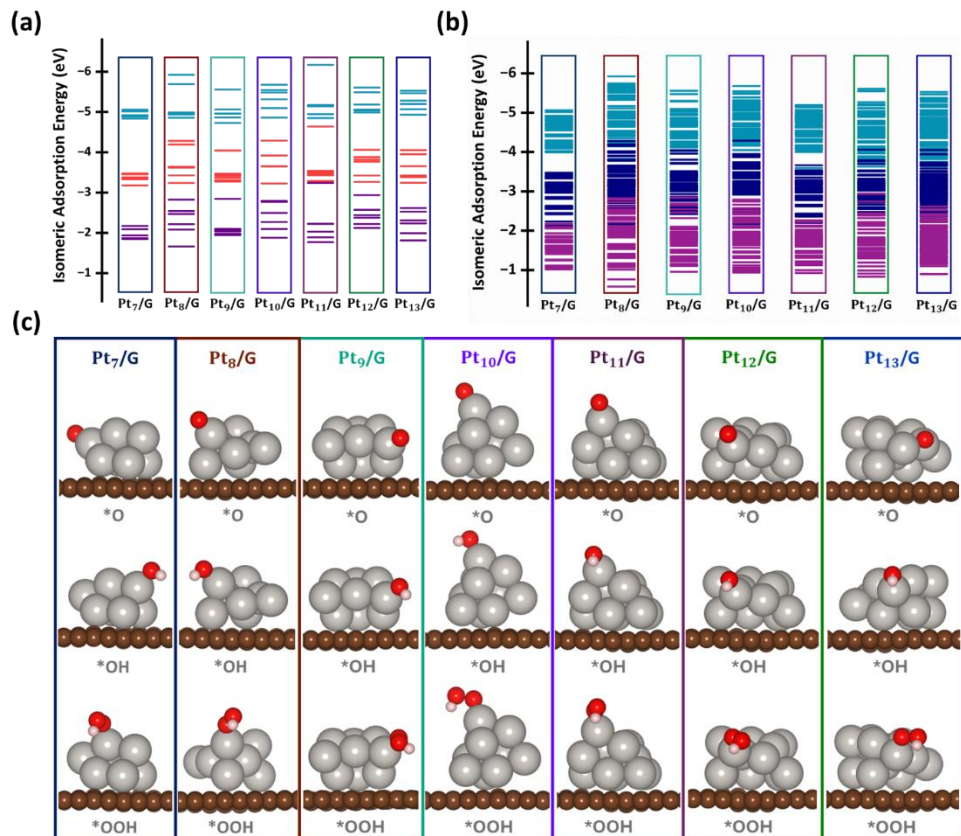 (a)
Isomeric Adsorption Energy (eV)
−6
−5
−4
−3
−2
−1
Pt₇/G Pt₈/G Pt₉/G Pt₁₀/G Pt₁₁/G Pt₁₂/G Pt₁₃/G
(b)
Isomeric Adsorption Energy (eV)
−6
−5
−4
−3
−2
−1
Pt₇/G Pt₈/G Pt₉/G Pt₁₀/G Pt₁₁/G Pt₁₂/G Pt₁₃/G
(c)
Pt₇/G Pt₈/G Pt₉/G Pt₁₀/G Pt₁₁/G Pt₁₂/G Pt₁₃/G
*O *O *O *O *O *O *O
*OH *OH *OH *OH *OH *OH *OH
*OOH *OOH *OOH *OOH *OOH *OOH *OOH